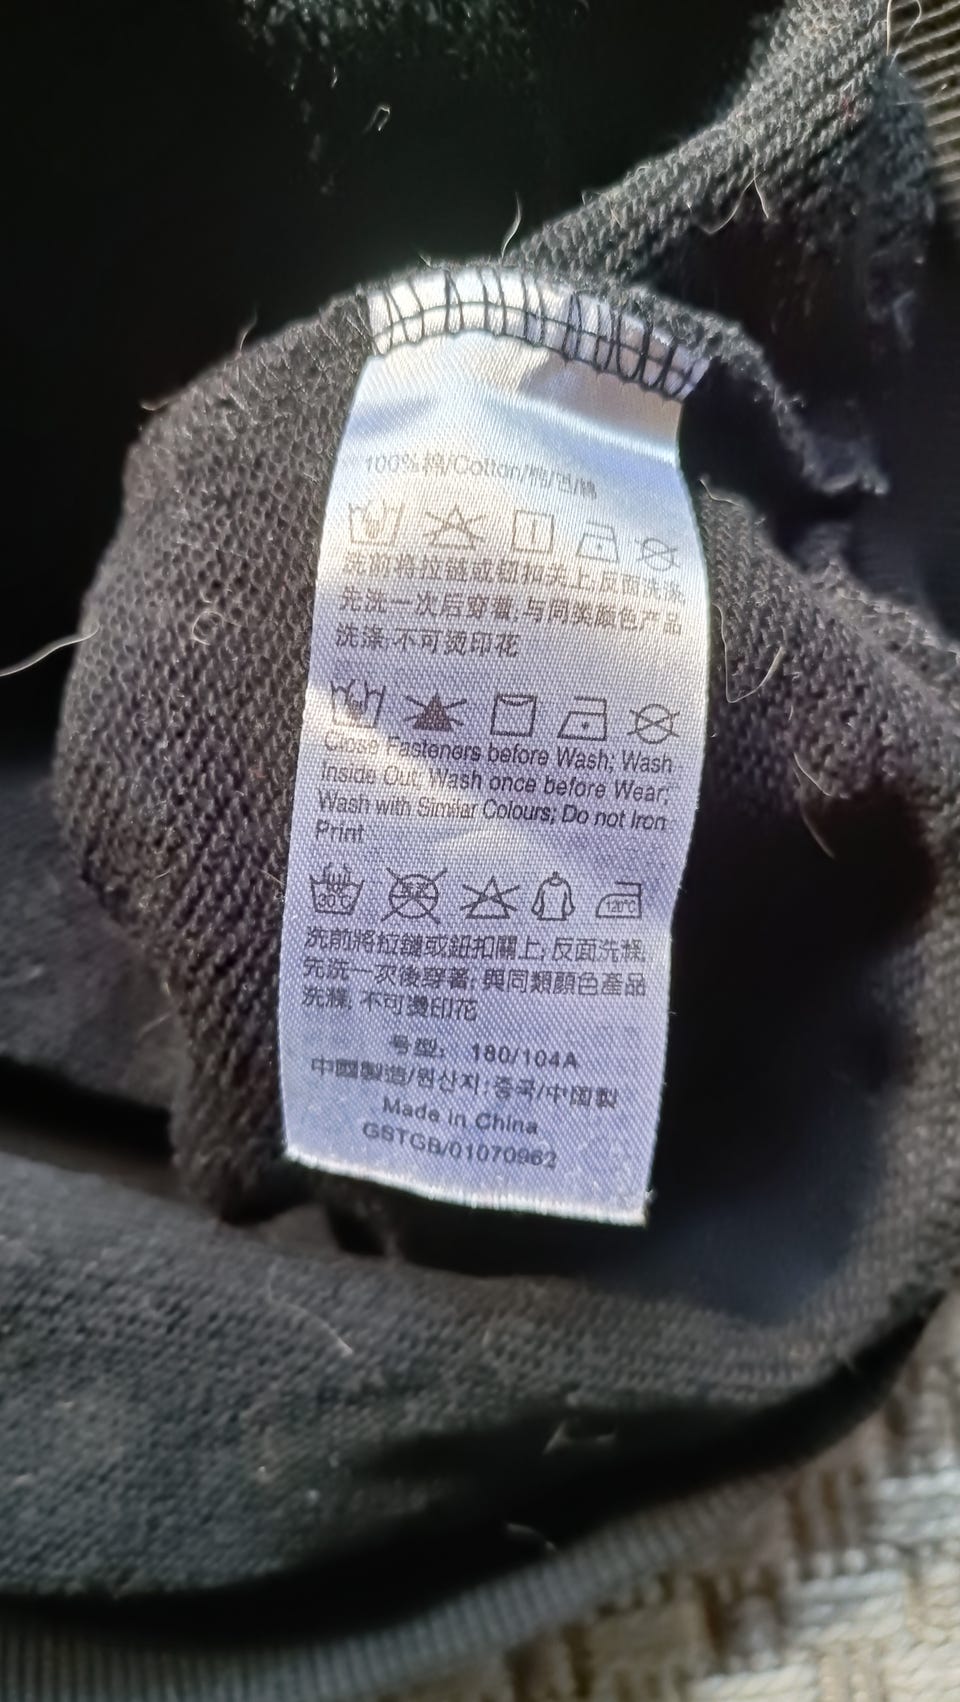 100%棉/Cotton/棉/면/綿
洗前将拉链或纽扣关上,反面洗涤
先洗一次后穿着,与同类颜色产品
洗涤,不可烫印花
Close Fasteners before Wash; Wash
Inside Out; Wash once before Wear;
Wash with Similar Colours; Do not Iron
Print
30°C
120°C
洗前將拉鏈或鈕扣關上; 反面洗滌;
先洗一次後穿著; 與同類顏色產品
洗滌; 不可燙印花
号型: 180/104A
中國製造/원산지:중국/中国製
Made in China
GSTGB/01070962